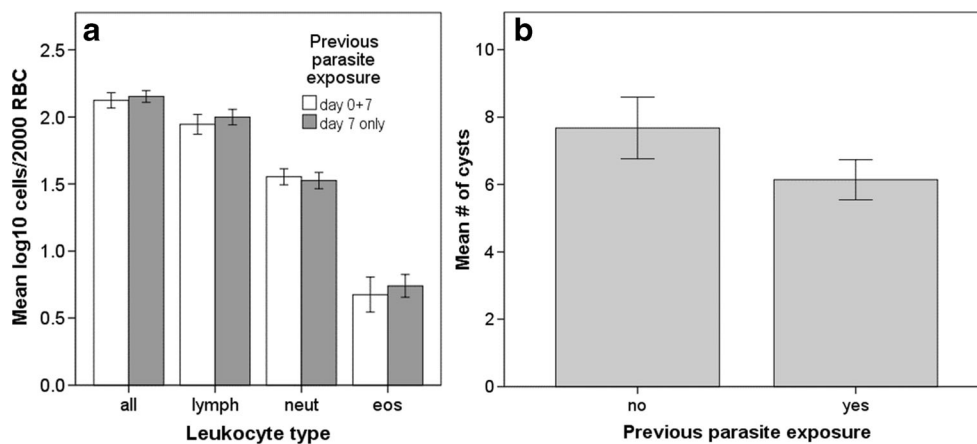 a
Mean log10 cells/2000 RBC
2.5
2.0
1.5
1.0
0.5
0.0
Previous
parasite
exposure
day 0+7
day 7 only
all lymph neut eos
Leukocyte type
b
Mean # of cysts
10
8
6
4
2
0
no yes
Previous parasite exposure